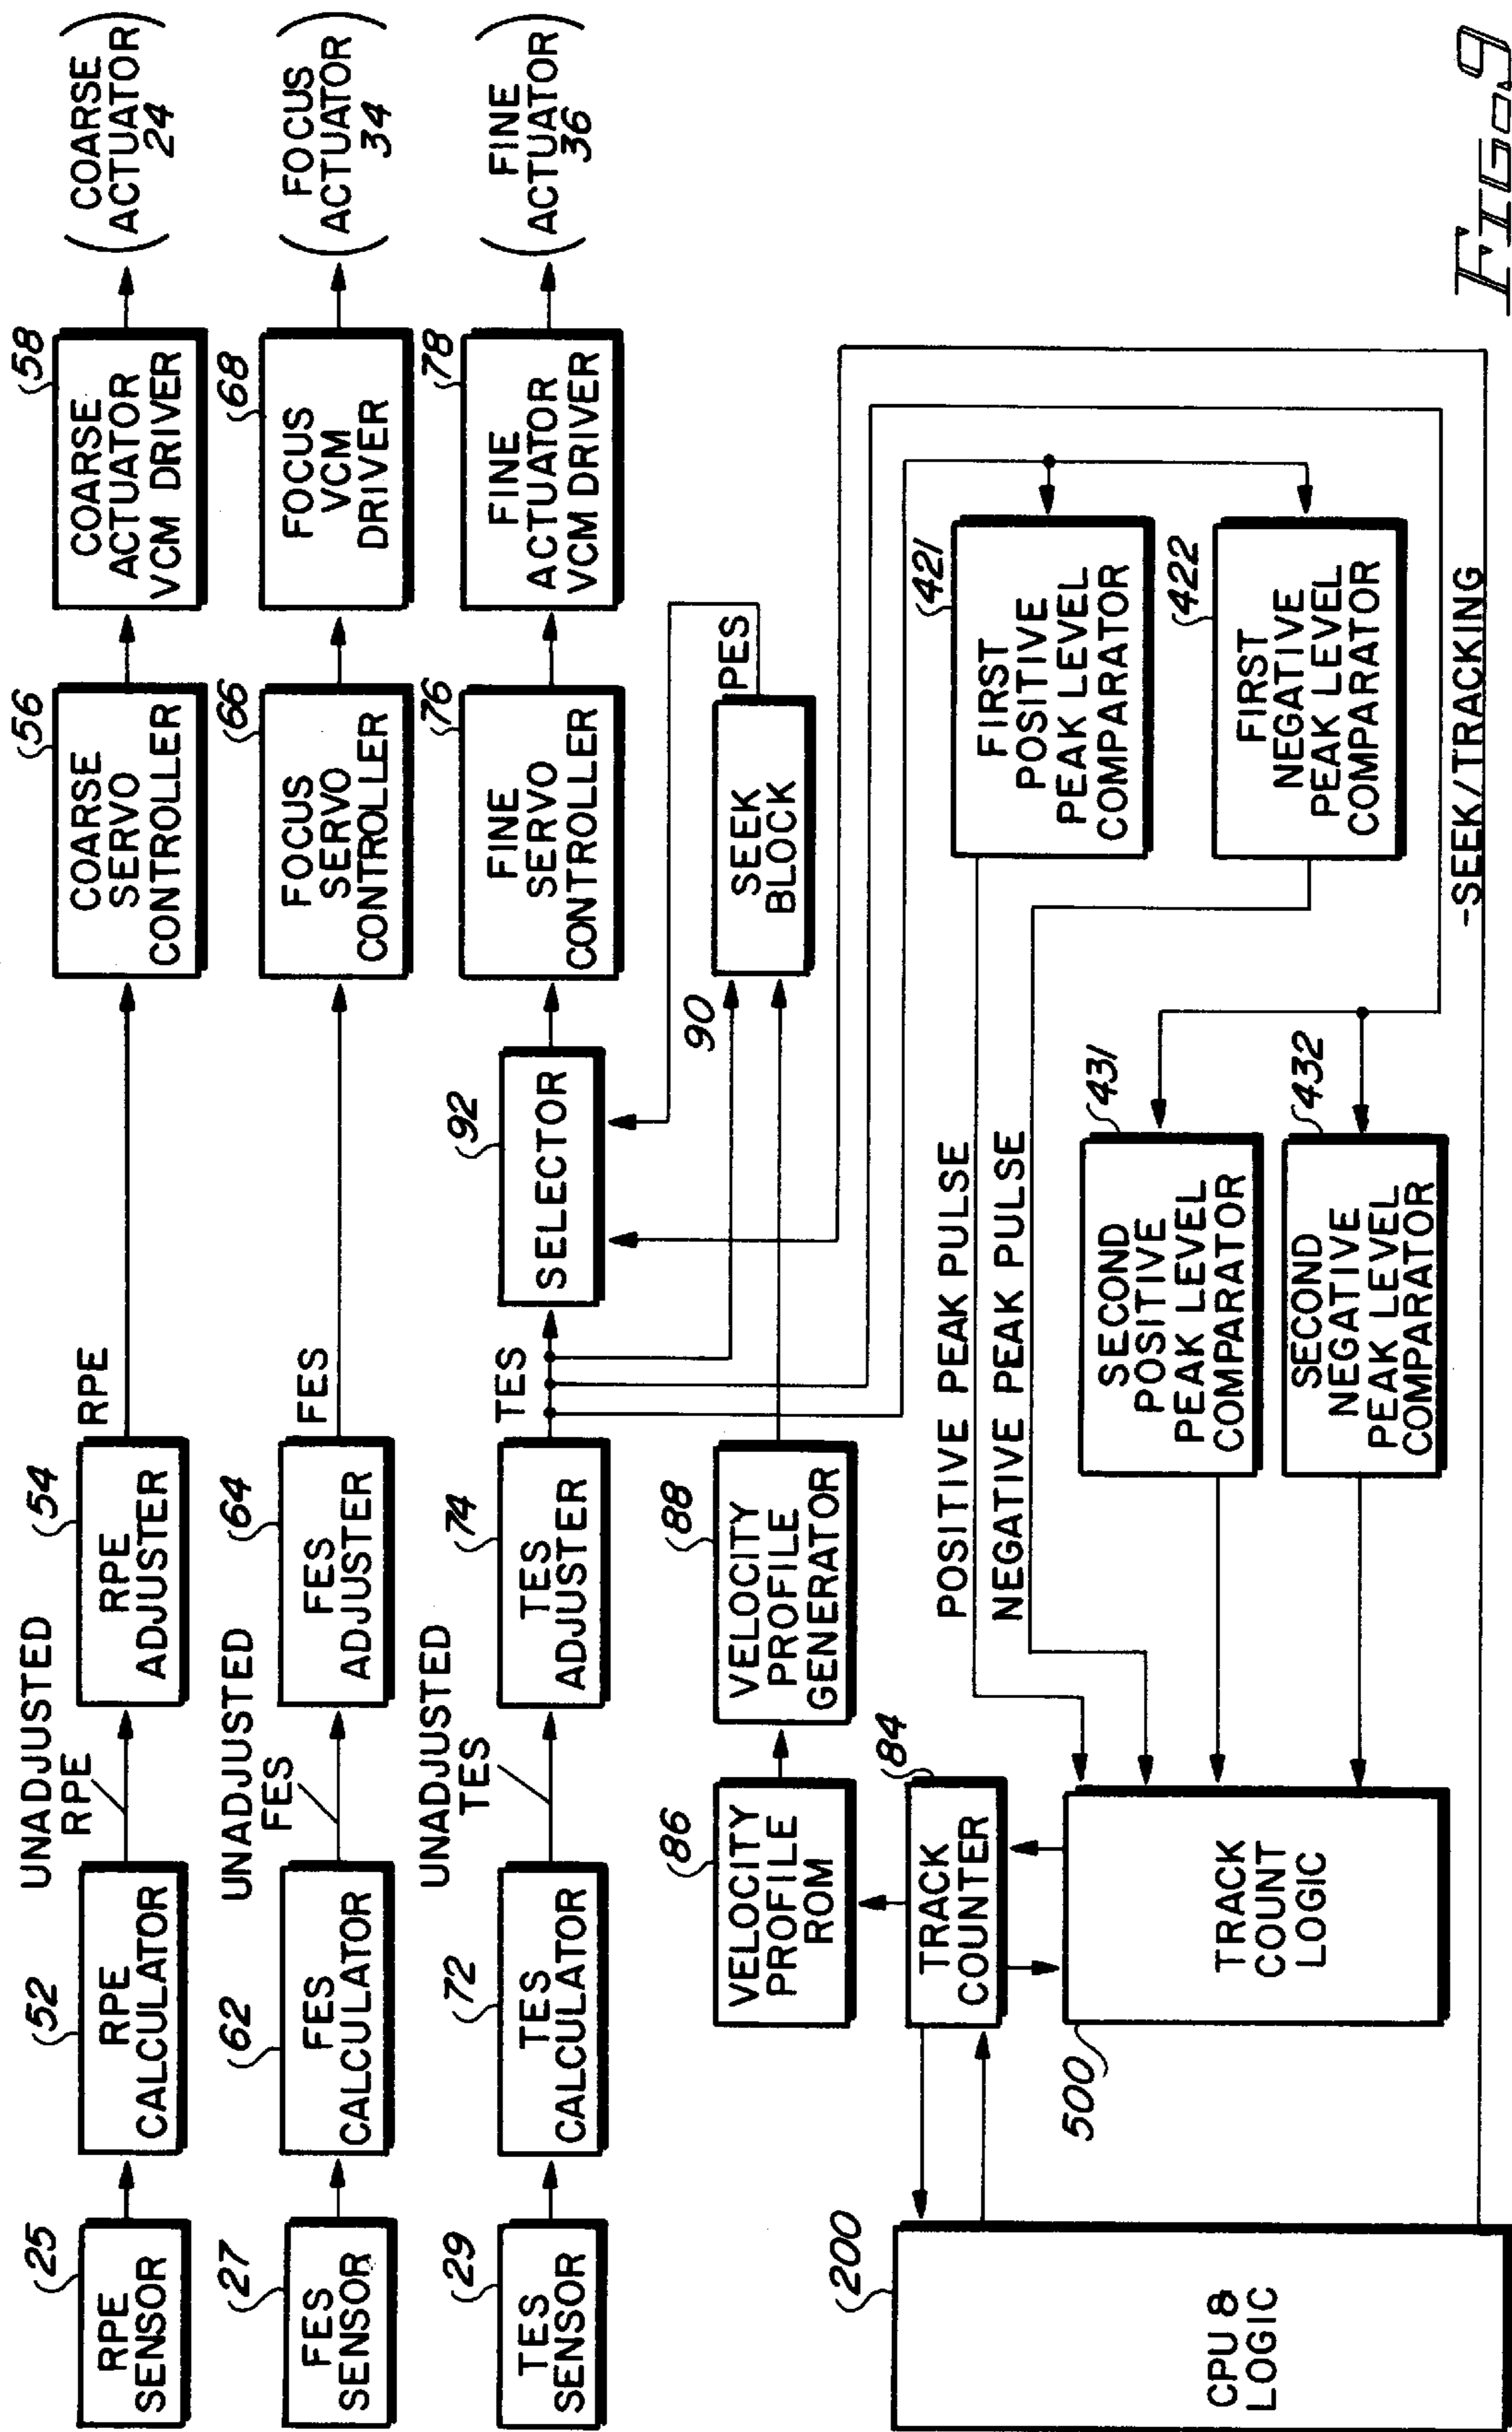 25
RPE
SENSOR
52
RPE
CALCULATOR
UNADJUSTED
RPE
54
RPE
ADJUSTER
RPE
56
COARSE
SERVO
CONTROLLER
58
COARSE
ACTUATOR
VCM DRIVER
(COARSE
ACTUATOR)
24
27
FES
SENSOR
62
FES
CALCULATOR
UNADJUSTED
FES
64
FES
ADJUSTER
FES
66
FOCUS
SERVO
CONTROLLER
68
FOCUS
VCM
DRIVER
(FOCUS
ACTUATOR)
34
29
TES
SENSOR
72
TES
CALCULATOR
UNADJUSTED
TES
74
TES
ADJUSTER
TES
92
SELECTOR
76
FINE
SERVO
CONTROLLER
78
FINE
ACTUATOR
VCM DRIVER
(FINE
ACTUATOR)
36
86
VELOCITY
PROFILE
ROM
88
VELOCITY
PROFILE
GENERATOR
90
SEEK
BLOCK
PES
200
CPU &
LOGIC
84
TRACK
COUNTER
500
TRACK
COUNT
LOGIC
POSITIVE PEAK PULSE
NEGATIVE PEAK PULSE
421
FIRST
POSITIVE
PEAK LEVEL
COMPARATOR
422
FIRST
NEGATIVE
PEAK LEVEL
COMPARATOR
431
SECOND
POSITIVE
PEAK LEVEL
COMPARATOR
432
SECOND
NEGATIVE
PEAK LEVEL
COMPARATOR
-SEEK/TRACKING
FIG. 9